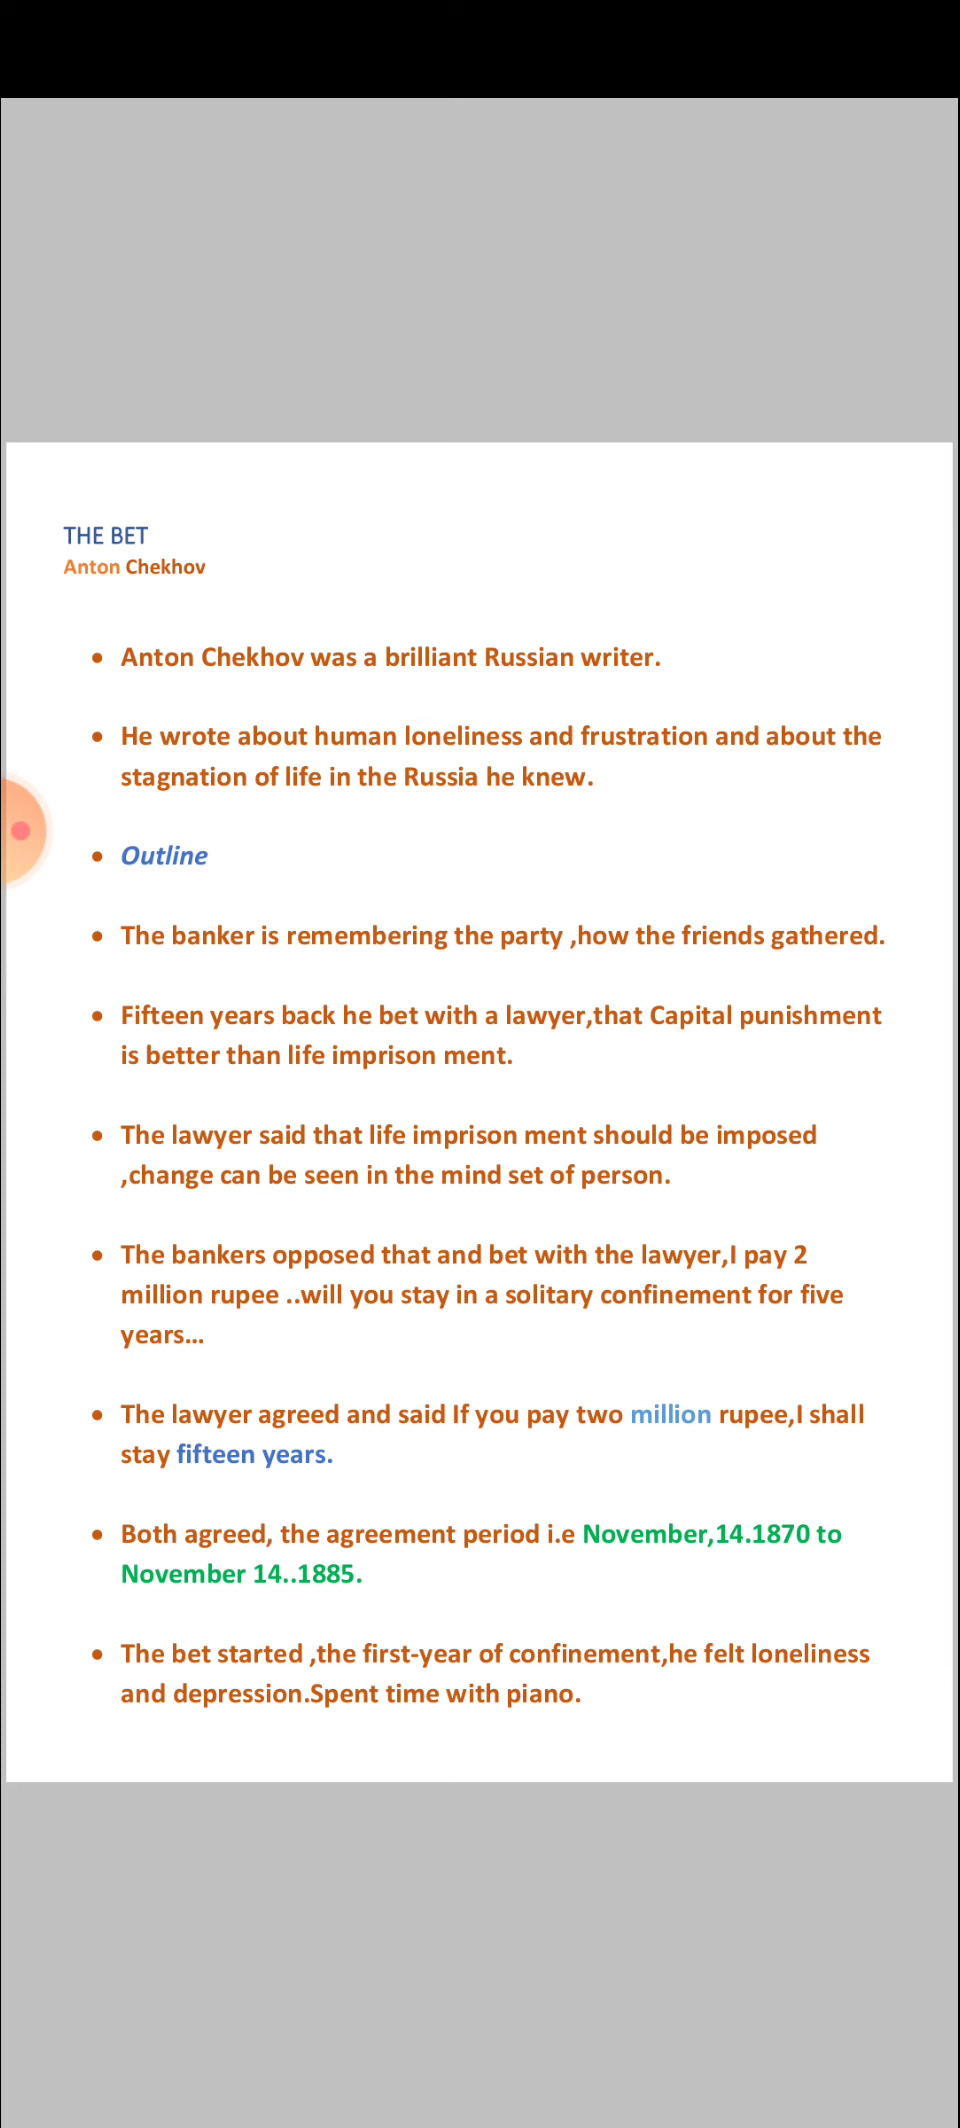 THE BET
Anton Chekhov
• Anton Chekhov was a brilliant Russian writer.
• He wrote about human loneliness and frustration and about the
stagnation of life in the Russia he knew.
• Outline
• The banker is remembering the party ,how the friends gathered.
• Fifteen years back he bet with a lawyer,that Capital punishment
is better than life imprison ment.
• The lawyer said that life imprison ment should be imposed
,change can be seen in the mind set of person.
• The bankers opposed that and bet with the lawyer,I pay 2
million rupee ..will you stay in a solitary confinement for five
years...
• The lawyer agreed and said If you pay two million rupee,I shall
stay fifteen years.
• Both agreed, the agreement period i.e November,14.1870 to
November 14..1885.
• The bet started ,the first-year of confinement,he felt loneliness
and depression.Spent time with piano.